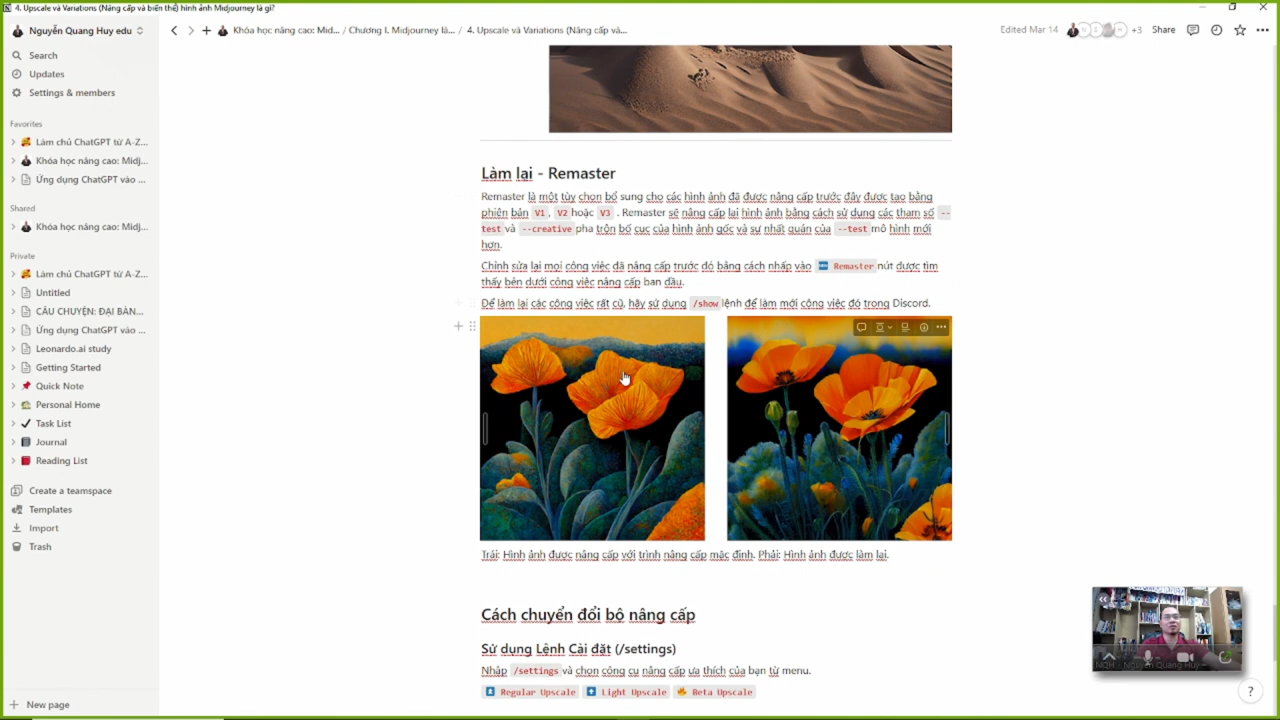 4. Upscale và Variations (Nâng cấp và biến thể) hình ảnh Midjourney là gì?
Nguyễn Quang Huy edu
Khóa học nâng cao: Mid... / Chương I. Midjourney là... / 4. Upscale và Variations (Nâng cấp và...
Edited Mar 14
+3
Share
Search
Updates
Settings & members
Favorites
Làm chủ ChatGPT từ A-Z...
Khóa học nâng cao: Midj...
Ứng dụng ChatGPT vào ...
Shared
Khóa học nâng cao: Midj...
Private
Làm chủ ChatGPT từ A-Z...
Untitled
CÂU CHUYỆN: ĐẠI BÀN...
Ứng dụng ChatGPT vào ...
Leonardo.ai study
Getting Started
Quick Note
Personal Home
Task List
Journal
Reading List
Create a teamspace
Templates
Import
Trash
New page
Làm lại - Remaster
Remaster là một tùy chọn bổ sung cho các hình ảnh đã được nâng cấp trước đây được tạo bằng
phiên bản V1, V2 hoặc V3 . Remaster sẽ nâng cấp lại hình ảnh bằng cách sử dụng các tham số --
test và --creative pha trộn bố cục của hình ảnh gốc và sự nhất quán của --test mô hình mới
hơn.
Chỉnh sửa lại mọi công việc đã nâng cấp trước đó bằng cách nhấp vào Remaster nút được tìm
thấy bên dưới công việc nâng cấp ban đầu.
Để làm lại các công việc rất cũ, hãy sử dụng /show lệnh để làm mới công việc đó trong Discord.
Trái: Hình ảnh được nâng cấp với trình nâng cấp mặc định. Phải: Hình ảnh được làm lại.
Cách chuyển đổi bộ nâng cấp
Sử dụng Lệnh Cài đặt (/settings)
Nhập /settings và chọn công cụ nâng cấp ưa thích của bạn từ menu.
Regular Upscale Light Upscale Beta Upscale
NQH - Nguyễn Quang Huy
?